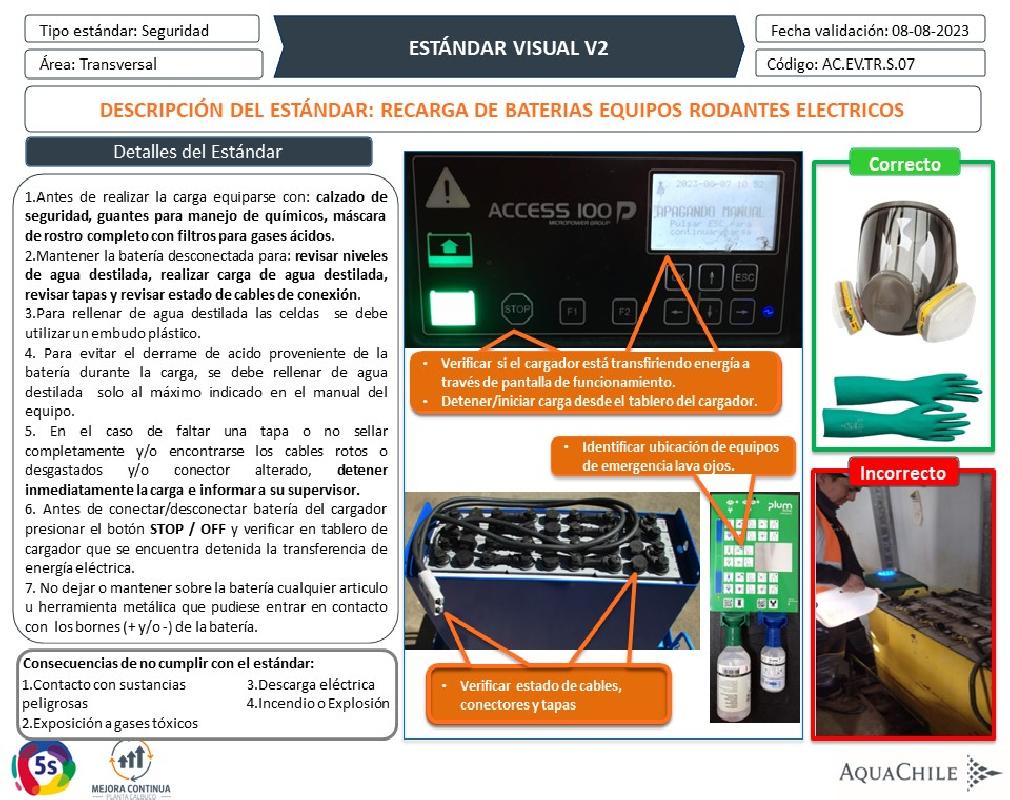 Tipo estándar: Seguridad
Área: Transversal
ESTÁNDAR VISUAL V2
Fecha validación: 08-08-2023
Código: AC.EV.TR.S.07
DESCRIPCIÓN DEL ESTÁNDAR: RECARGA DE BATERIAS EQUIPOS RODANTES ELECTRICOS
Detalles del Estándar
1.Antes de realizar la carga equiparse con: calzado de
seguridad, guantes para manejo de químicos, máscara
de rostro completo con filtros para gases ácidos.
2.Mantener la batería desconectada para: revisar niveles
de agua destilada, realizar carga de agua destilada,
revisar tapas y revisar estado de cables de conexión.
3.Para rellenar de agua destilada las celdas se debe
utilizar un embudo plástico.
4. Para evitar el derrame de acido proveniente de la
batería durante la carga, se debe rellenar de agua
destilada solo al máximo indicado en el manual del
equipo.
5. En el caso de faltar una tapa o no sellar
completamente y/o encontrarse los cables rotos o
desgastados y/o conector alterado, detener
inmediatamente la carga e informar a su supervisor.
6. Antes de conectar/desconectar batería del cargador
presionar el botón STOP / OFF y verificar en tablero de
cargador que se encuentra detenida la transferencia de
energía eléctrica.
7. No dejar o mantener sobre la batería cualquier articulo
u herramienta metálica que pudiese entrar en contacto
con los bornes (+ y/o -) de la batería.
Consecuencias de no cumplir con el estándar:
1.Contacto con sustancias
peligrosas
2.Exposición a gases tóxicos
3.Descarga eléctrica
4.Incendio o Explosión
ACCESS 100 P
MICROPOWER GROUP
2023-06-07 10:52
APAGANDO MANUAL
Pulsar ESC para
continuar carga
OK
ESC
STOP
F1
F2
- Verificar si el cargador está transfiriendo energía a
través de pantalla de funcionamiento.
- Detener/iniciar carga desde el tablero del cargador.
- Identificar ubicación de equipos
de emergencia lava ojos.
plum
- Verificar estado de cables,
conectores y tapas
Correcto
Incorrecto
5s
MEJORA CONTINUA
PLANTA CALBUCO
AQUACHILE